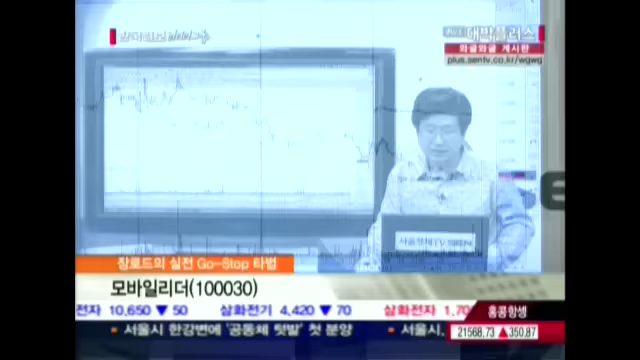 대박플러스
와글와글 게시판
plus.sentv.co.kr/wgwg
서울경제TV SEN
장로드의 실전 Go-Stop 타법
모바일리더(100030)
전자 10,650 ▼ 50 삼화전기 4,420 ▼ 70 삼화전자 1,70
홍콩항셍
서울시 한강변에 '공동체 텃밭' 첫 분양 서울시,
21568.73 ▲ 350.87